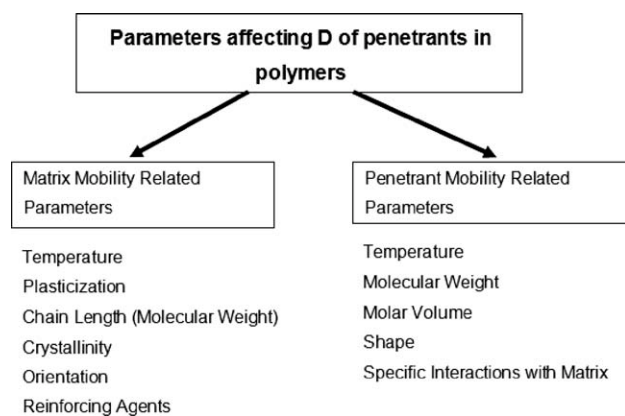 Parameters affecting D of penetrants in
polymers
Matrix Mobility Related
Parameters
Temperature
Plasticization
Chain Length (Molecular Weight)
Crystallinity
Orientation
Reinforcing Agents
Penetrant Mobility Related
Parameters
Temperature
Molecular Weight
Molar Volume
Shape
Specific Interactions with Matrix